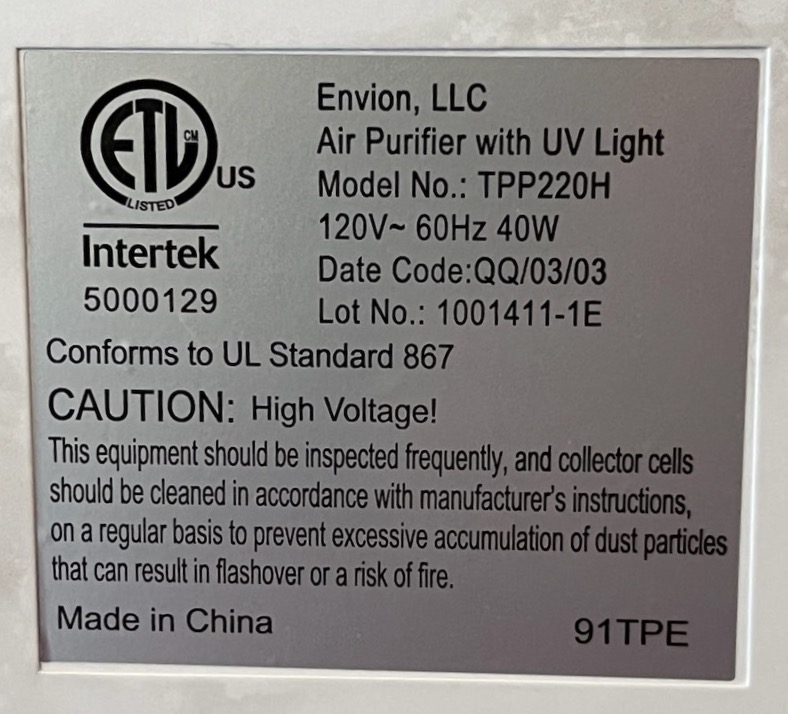 ETL CM
US
LISTED
Intertek
5000129
Envion, LLC
Air Purifier with UV Light
Model No.: TPP220H
120V~ 60Hz 40W
Date Code:QQ/03/03
Lot No.: 1001411-1E
Conforms to UL Standard 867
CAUTION: High Voltage!
This equipment should be inspected frequently, and collector cells
should be cleaned in accordance with manufacturer's instructions,
on a regular basis to prevent excessive accumulation of dust particles
that can result in flashover or a risk of fire.
Made in China
91TPE